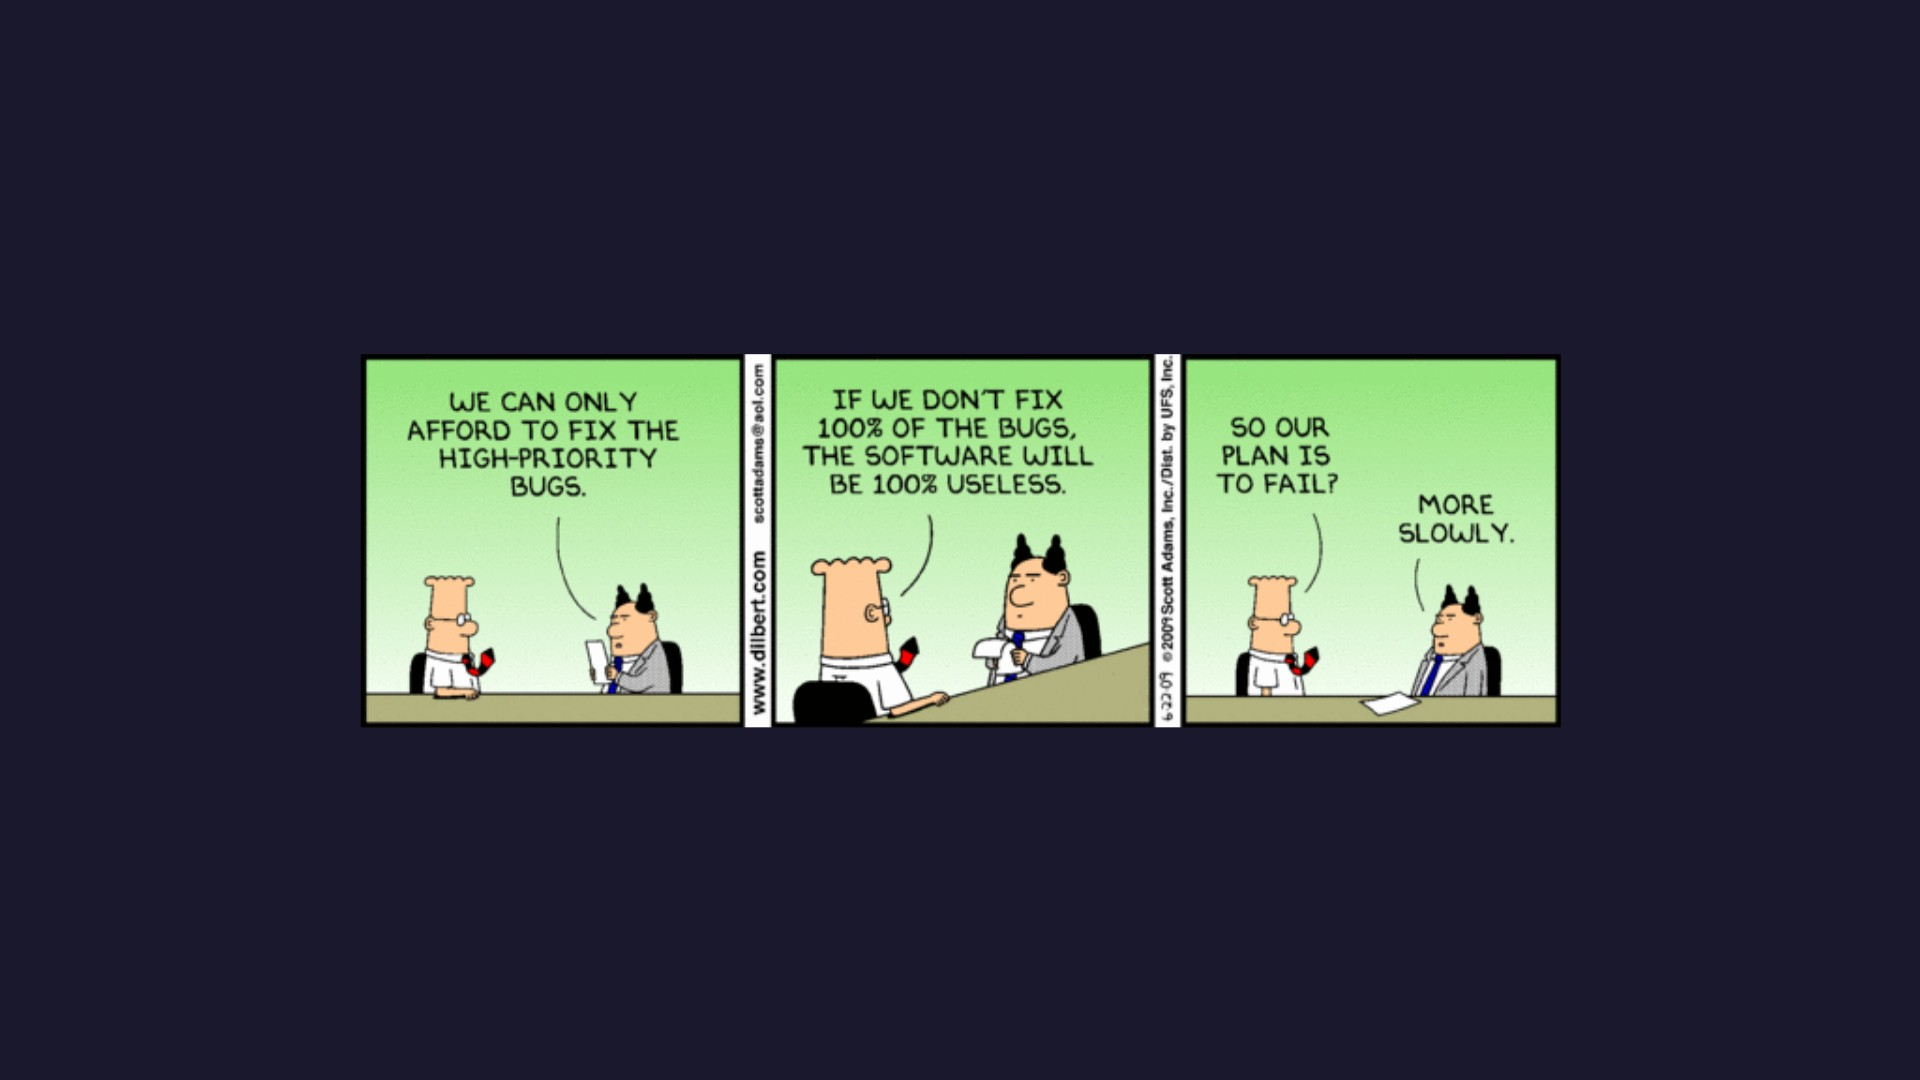 WE CAN ONLY
AFFORD TO FIX THE
HIGH-PRIORITY
BUGS.
www.dilbert.com scottadams@aol.com
IF WE DON'T FIX
100% OF THE BUGS,
THE SOFTWARE WILL
BE 100% USELESS.
6-22-09 ©2009 Scott Adams, Inc./Dist. by UFS, Inc.
SO OUR
PLAN IS
TO FAIL?
MORE
SLOWLY.